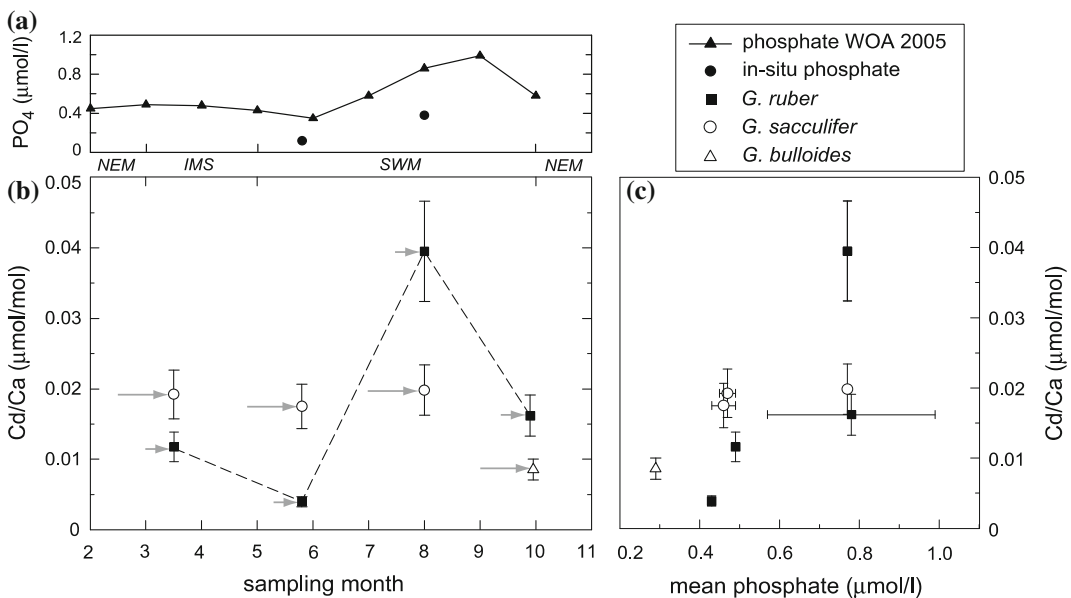 (a)
PO4 (μmol/l)
1.2
0.8
0.4
0
phosphate WOA 2005
in-situ phosphate
G. ruber
G. sacculifer
G. bulloides
NEM IMS SWM NEM
(b)
Cd/Ca (μmol/mol)
0.05
0.04
0.03
0.02
0.01
0
2 3 4 5 6 7 8 9 10 11
sampling month
(c)
0.05
0.04
0.03
0.02
0.01
0
Cd/Ca (μmol/mol)
0.2 0.4 0.6 0.8 1.0
mean phosphate (μmol/l)